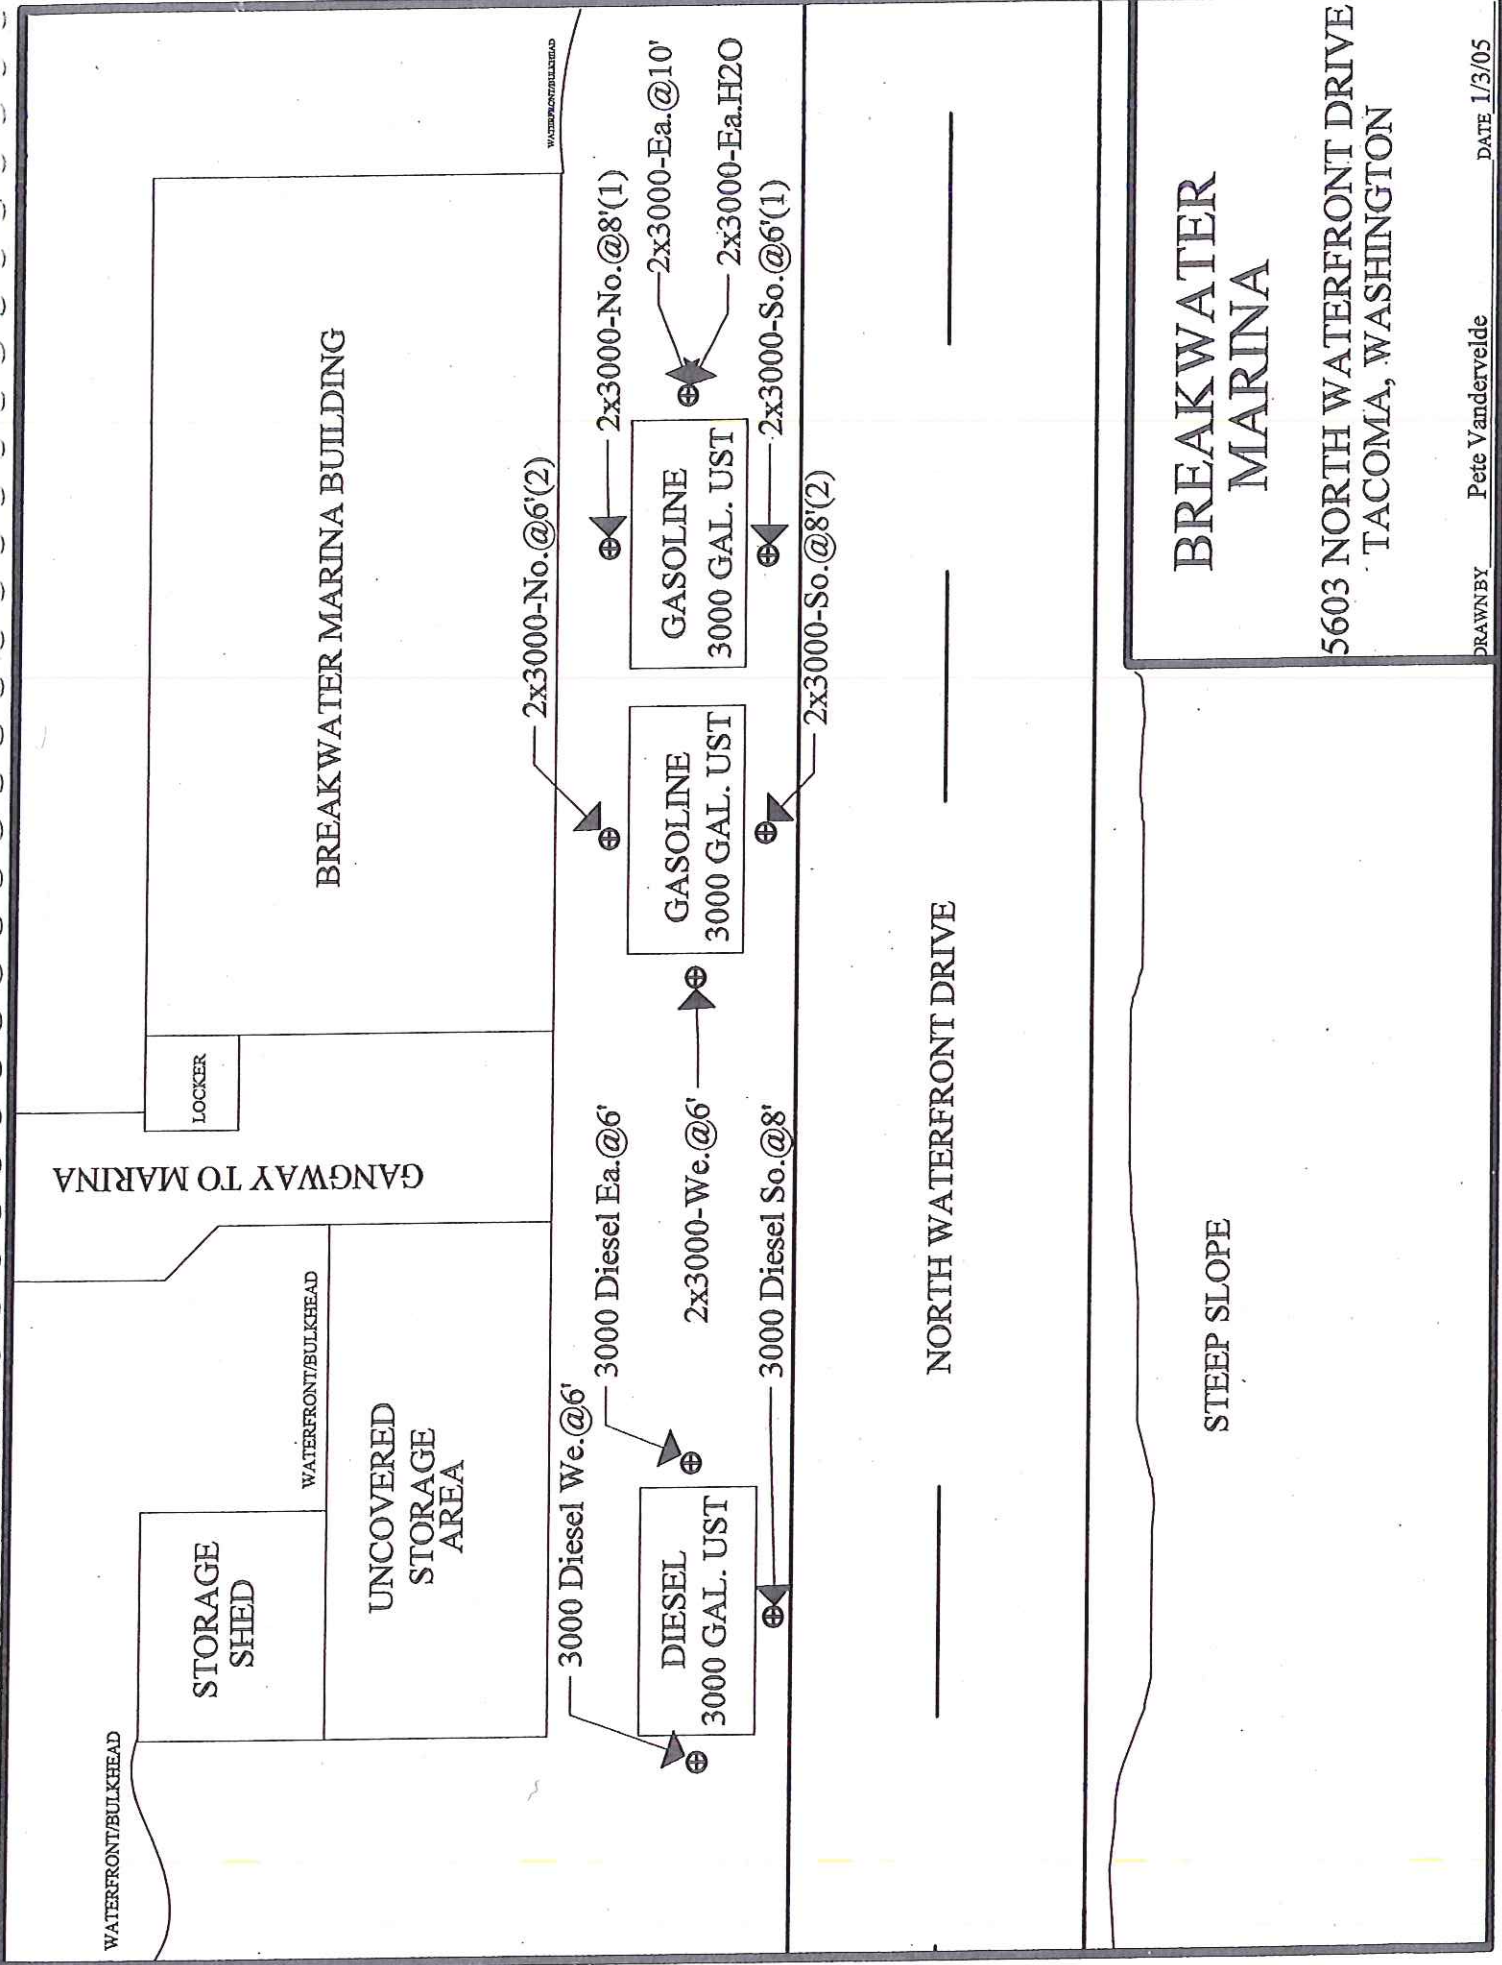 WATERFRONT/BULKHEAD
STORAGE
SHED
WATERFRONT/BULKHEAD
UNCOVERED
STORAGE
AREA
GANGWAY TO MARINA
LOCKER
BREAKWATER MARINA BUILDING
WATERFRONT/BULKHEAD
3000 Diesel We.@6'
3000 Diesel Ea.@6'
2x3000-We.@6'
3000 Diesel So.@8'
2x3000-No.@6'(2)
2x3000-No.@8'(1)
2x3000-Ea.@10'
2x3000-Ea.H2O
2x3000-So.@6'(1)
2x3000-So.@8'(2)
DIESEL
3000 GAL. UST
GASOLINE
3000 GAL. UST
GASOLINE
3000 GAL. UST
NORTH WATERFRONT DRIVE
STEEP SLOPE
BREAKWATER
MARINA
5603 NORTH WATERFRONT DRIVE
TACOMA, WASHINGTON
DRAWN BY Pete Vandervelde DATE 1/3/05